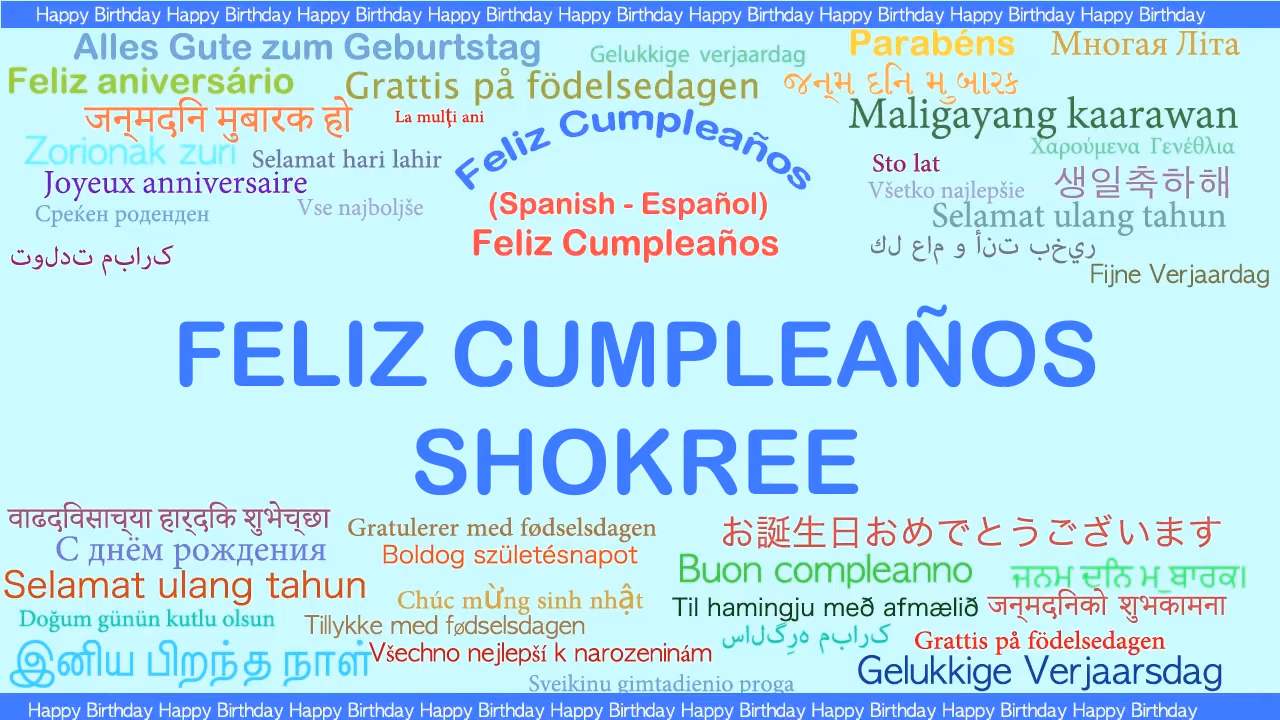 Happy Birthday Happy Birthday Happy Birthday Happy Birthday Happy Birthday Happy Birthday Happy Birthday Happy Birthday Happy Birthday
Alles Gute zum Geburtstag
Gelukkige verjaardag
Parabéns
Многая Літа
Feliz aniversário
Grattis på födelsedagen
જન્મ દિન મુબારક
जन्मदिन मुबारक हो
La mulţi ani
Feliz Cumpleaños
Maligayang kaarawan
Zorionak zuri
Selamat hari lahir
Sto lat
Χαρούμενα Γενέθλια
Joyeux anniversaire
Všetko najlepšie
생일축하해
Среќен роденден
Vse najboljše
(Spanish - Español)
Selamat ulang tahun
Feliz Cumpleaños
تولدت مبارک
كل عام و أنت بخير
Fijne Verjaardag
FELIZ CUMPLEAÑOS
SHOKREE
वाढदिवसाच्या हार्दिक शुभेच्छा
Gratulerer med fødselsdagen
お誕生日おめでとうございます
С днём рождения
Boldog születésnapot
Buon compleanno
ਜਨਮ ਦਿਨ ਮੁਬਾਰਕ।
Selamat ulang tahun
Chúc mừng sinh nhật
Til hamingju með afmælið
जन्मदिनको शुभकामना
Doğum günün kutlu olsun
Tillykke med fødselsdagen
سالگرہ مبارک
Grattis på födelsedagen
இனிய பிறந்த நாள்
Všechno nejlepší k narozeninám
Gelukkige Verjaarsdag
Sveikinu gimtadienio proga
Happy Birthday Happy Birthday Happy Birthday Happy Birthday Happy Birthday Happy Birthday Happy Birthday Happy Birthday Happy Birthday